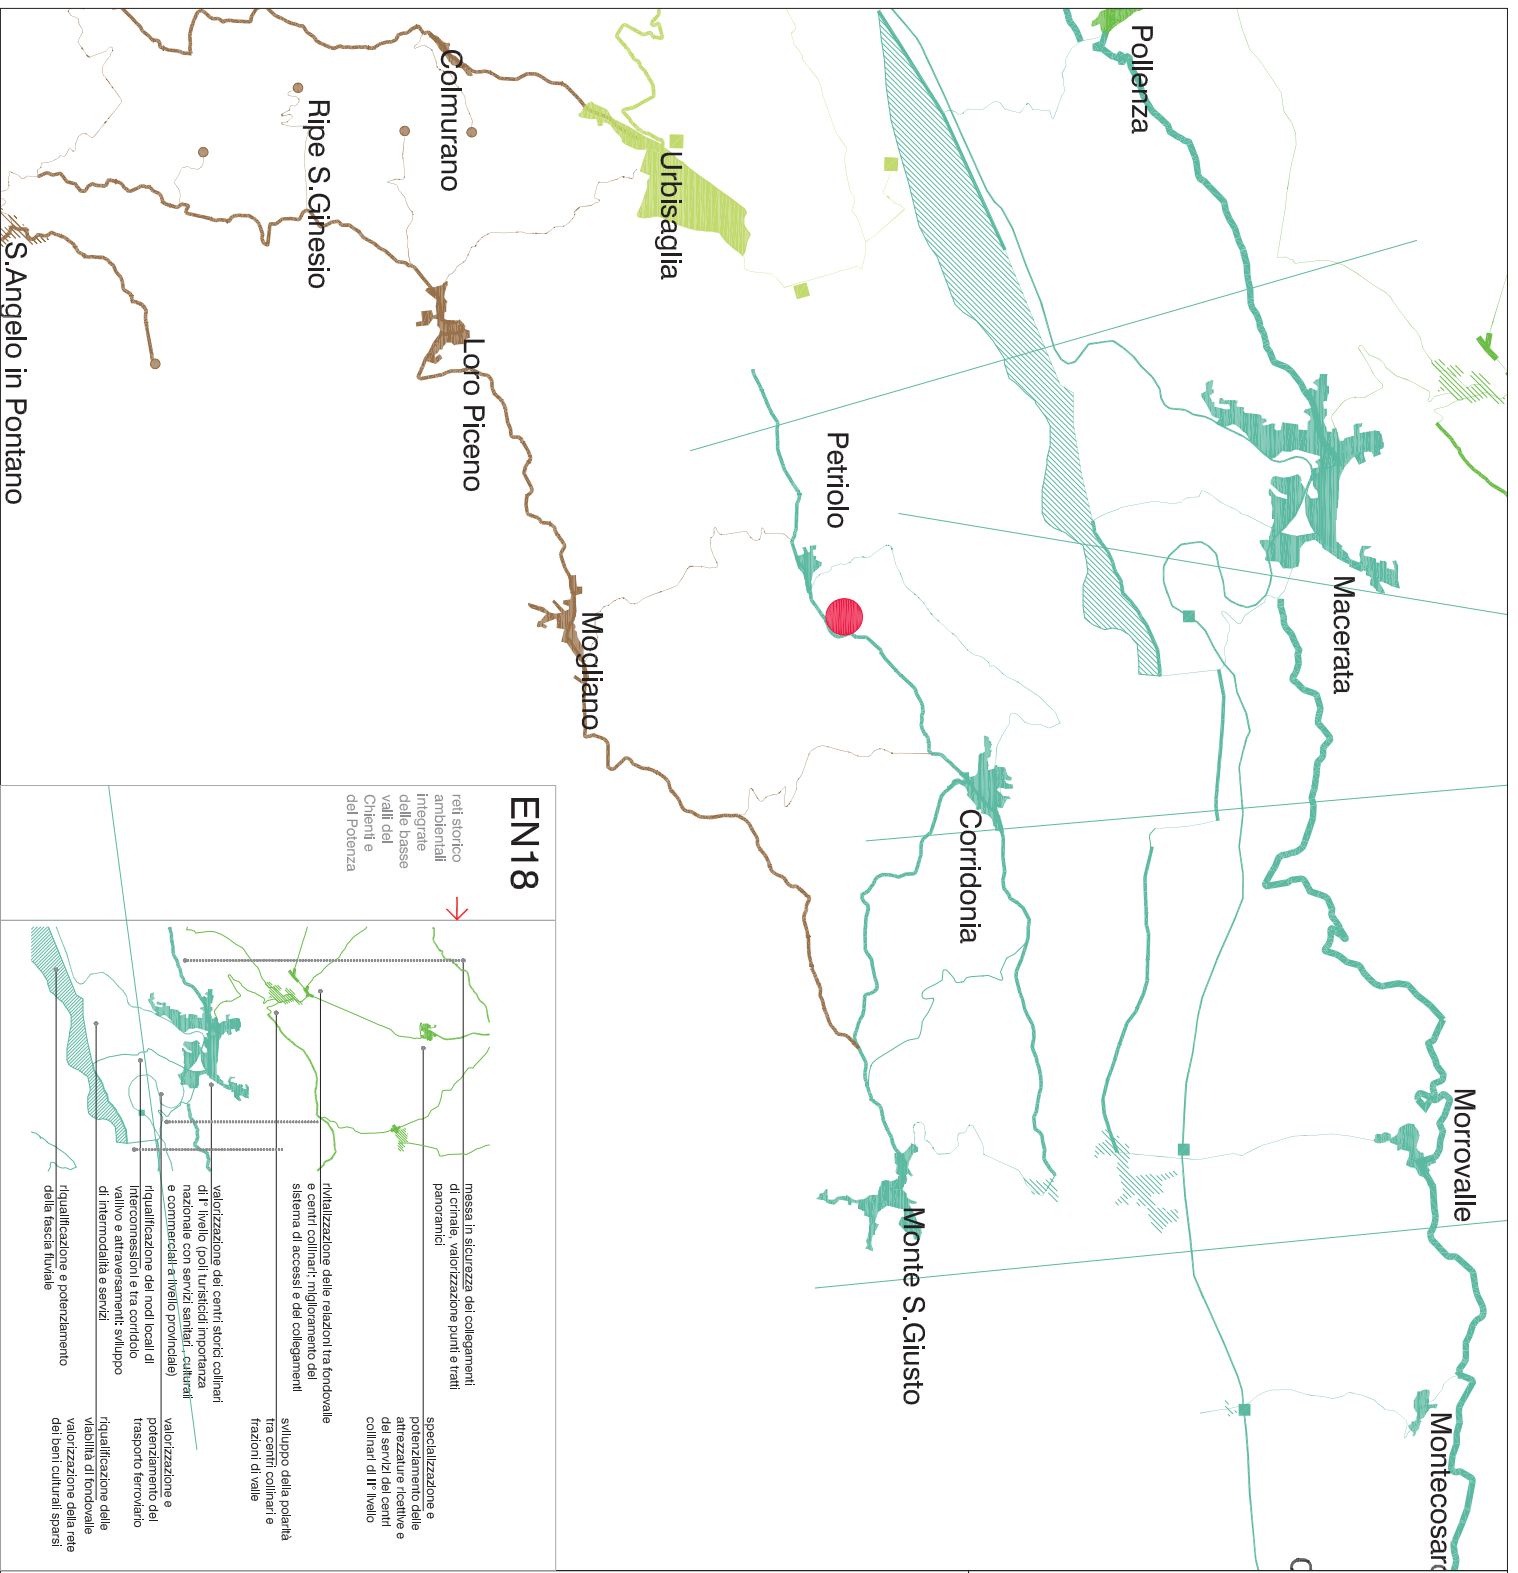 Pollenza
Colmurano
Ripe S.Ginesio
Urbisaglia
S.Angelo in Pontano
Loro Piceno
Petriolo
Macerata
Mogliano
Corridonia
Morrovalle
Monte S.Giusto
Montecosaro
EN18
reti storico
ambientali
integrate
delle basse
valli del
Chienti e
del Potenza
messa in sicurezza dei collegamenti
di crinale, valorizzazione punti e tratti
panoramici
specializzazione e
potenziamento delle
attrezzature ricettive e
dei servizi dei centri
collinari di II° livello
rivitalizzazione delle relazioni tra fondovalle
e centri collinari: miglioramento del
sistema di accessi e dei collegamenti
sviluppo della polarità
tra centri collinari e
frazioni di valle
valorizzazione dei centri storici collinari
di I° livello (poli turisticidi importanza
nazionale con servizi sanitari , culturali
e commerciali a livello provinciale)
valorizzazione e
potenziamento del
trasporto ferroviario
riqualificazione dei nodi locali di
interconnessioni e tra corridoio
vallivo e attraversamenti: sviluppo
di intermodalità e servizi
riqualificazione delle
viabilità di fondovalle
valorizzazione della rete
dei beni culturali sparsi
riqualificazione e potenziamento
della fascia fluviale